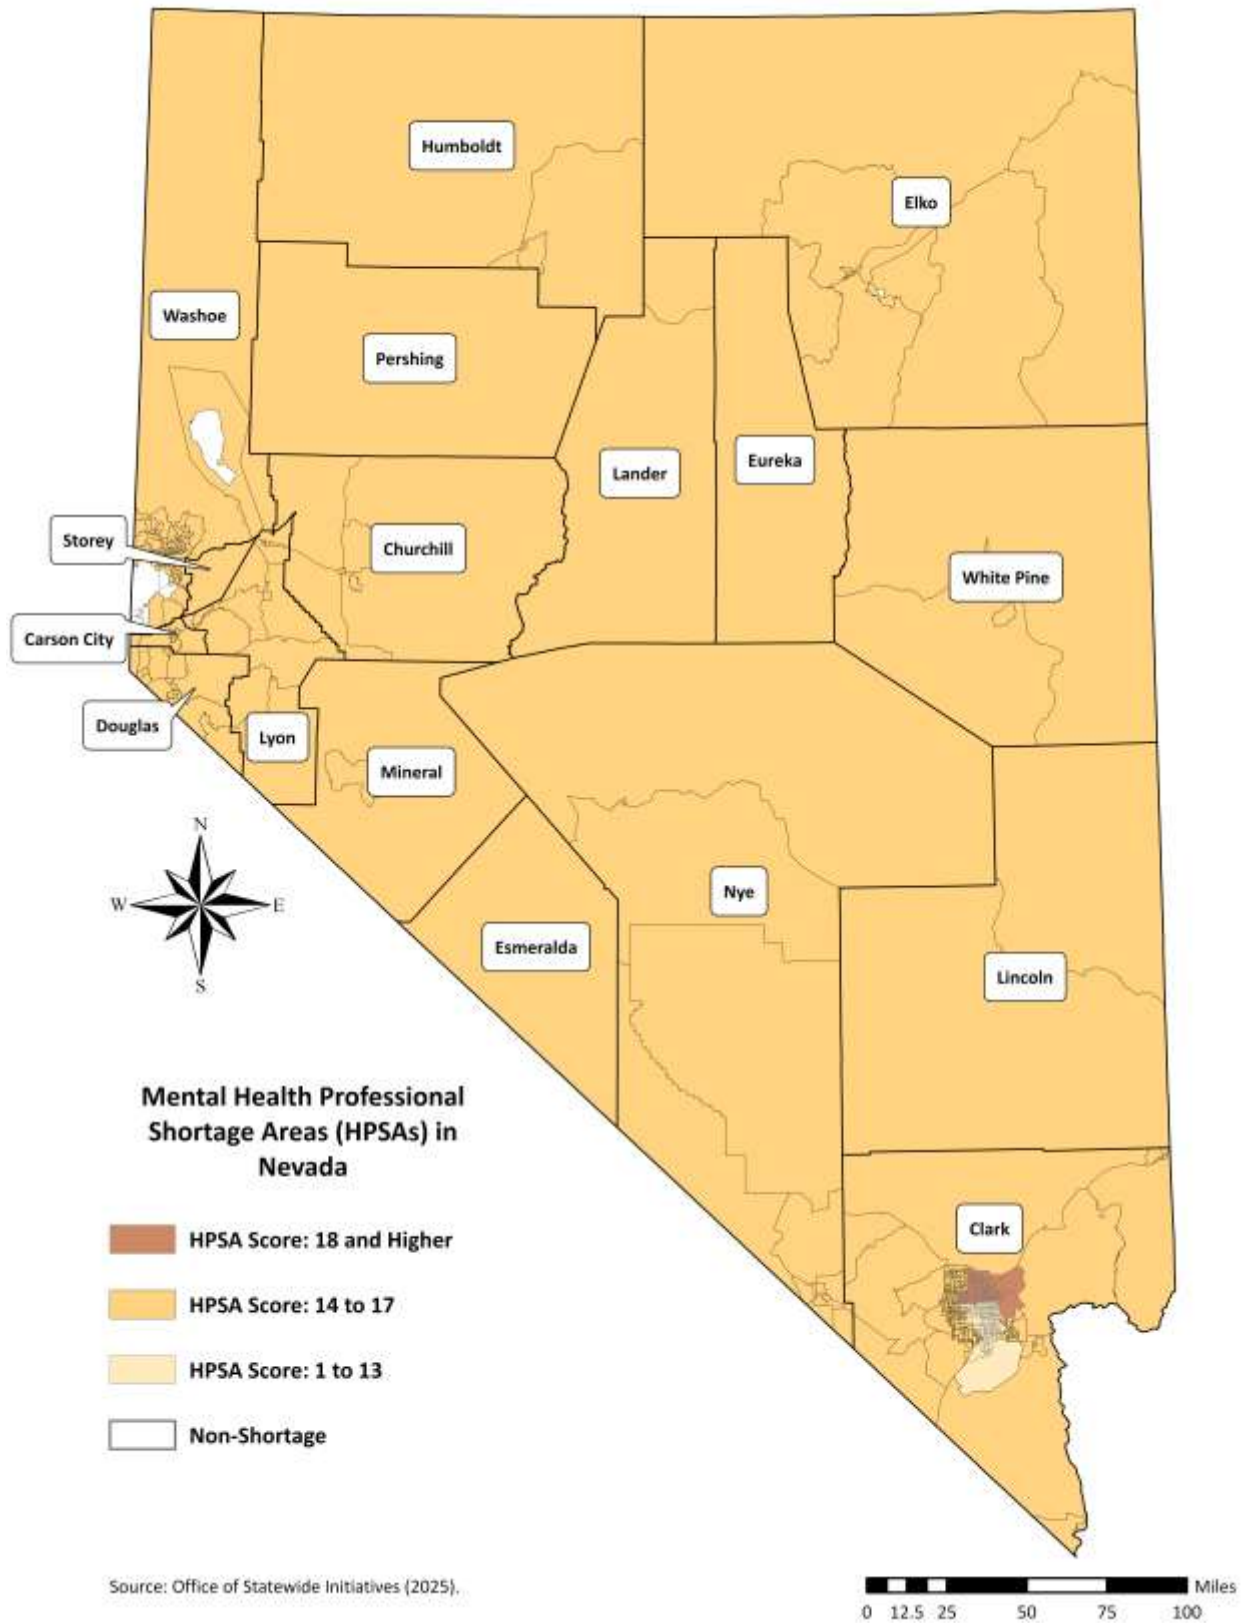 Humboldt
Elko
Washoe
Pershing
Lander
Eureka
Storey
Churchill
White Pine
Carson City
Douglas
Lyon
Mineral
N
W
E
S
Nye
Esmeralda
Lincoln
Clark
Mental Health Professional
Shortage Areas (HPSAs) in
Nevada
HPSA Score: 18 and Higher
HPSA Score: 14 to 17
HPSA Score: 1 to 13
Non-Shortage
Source: Office of Statewide Initiatives (2025).
Miles
0 12.5 25 50 75 100